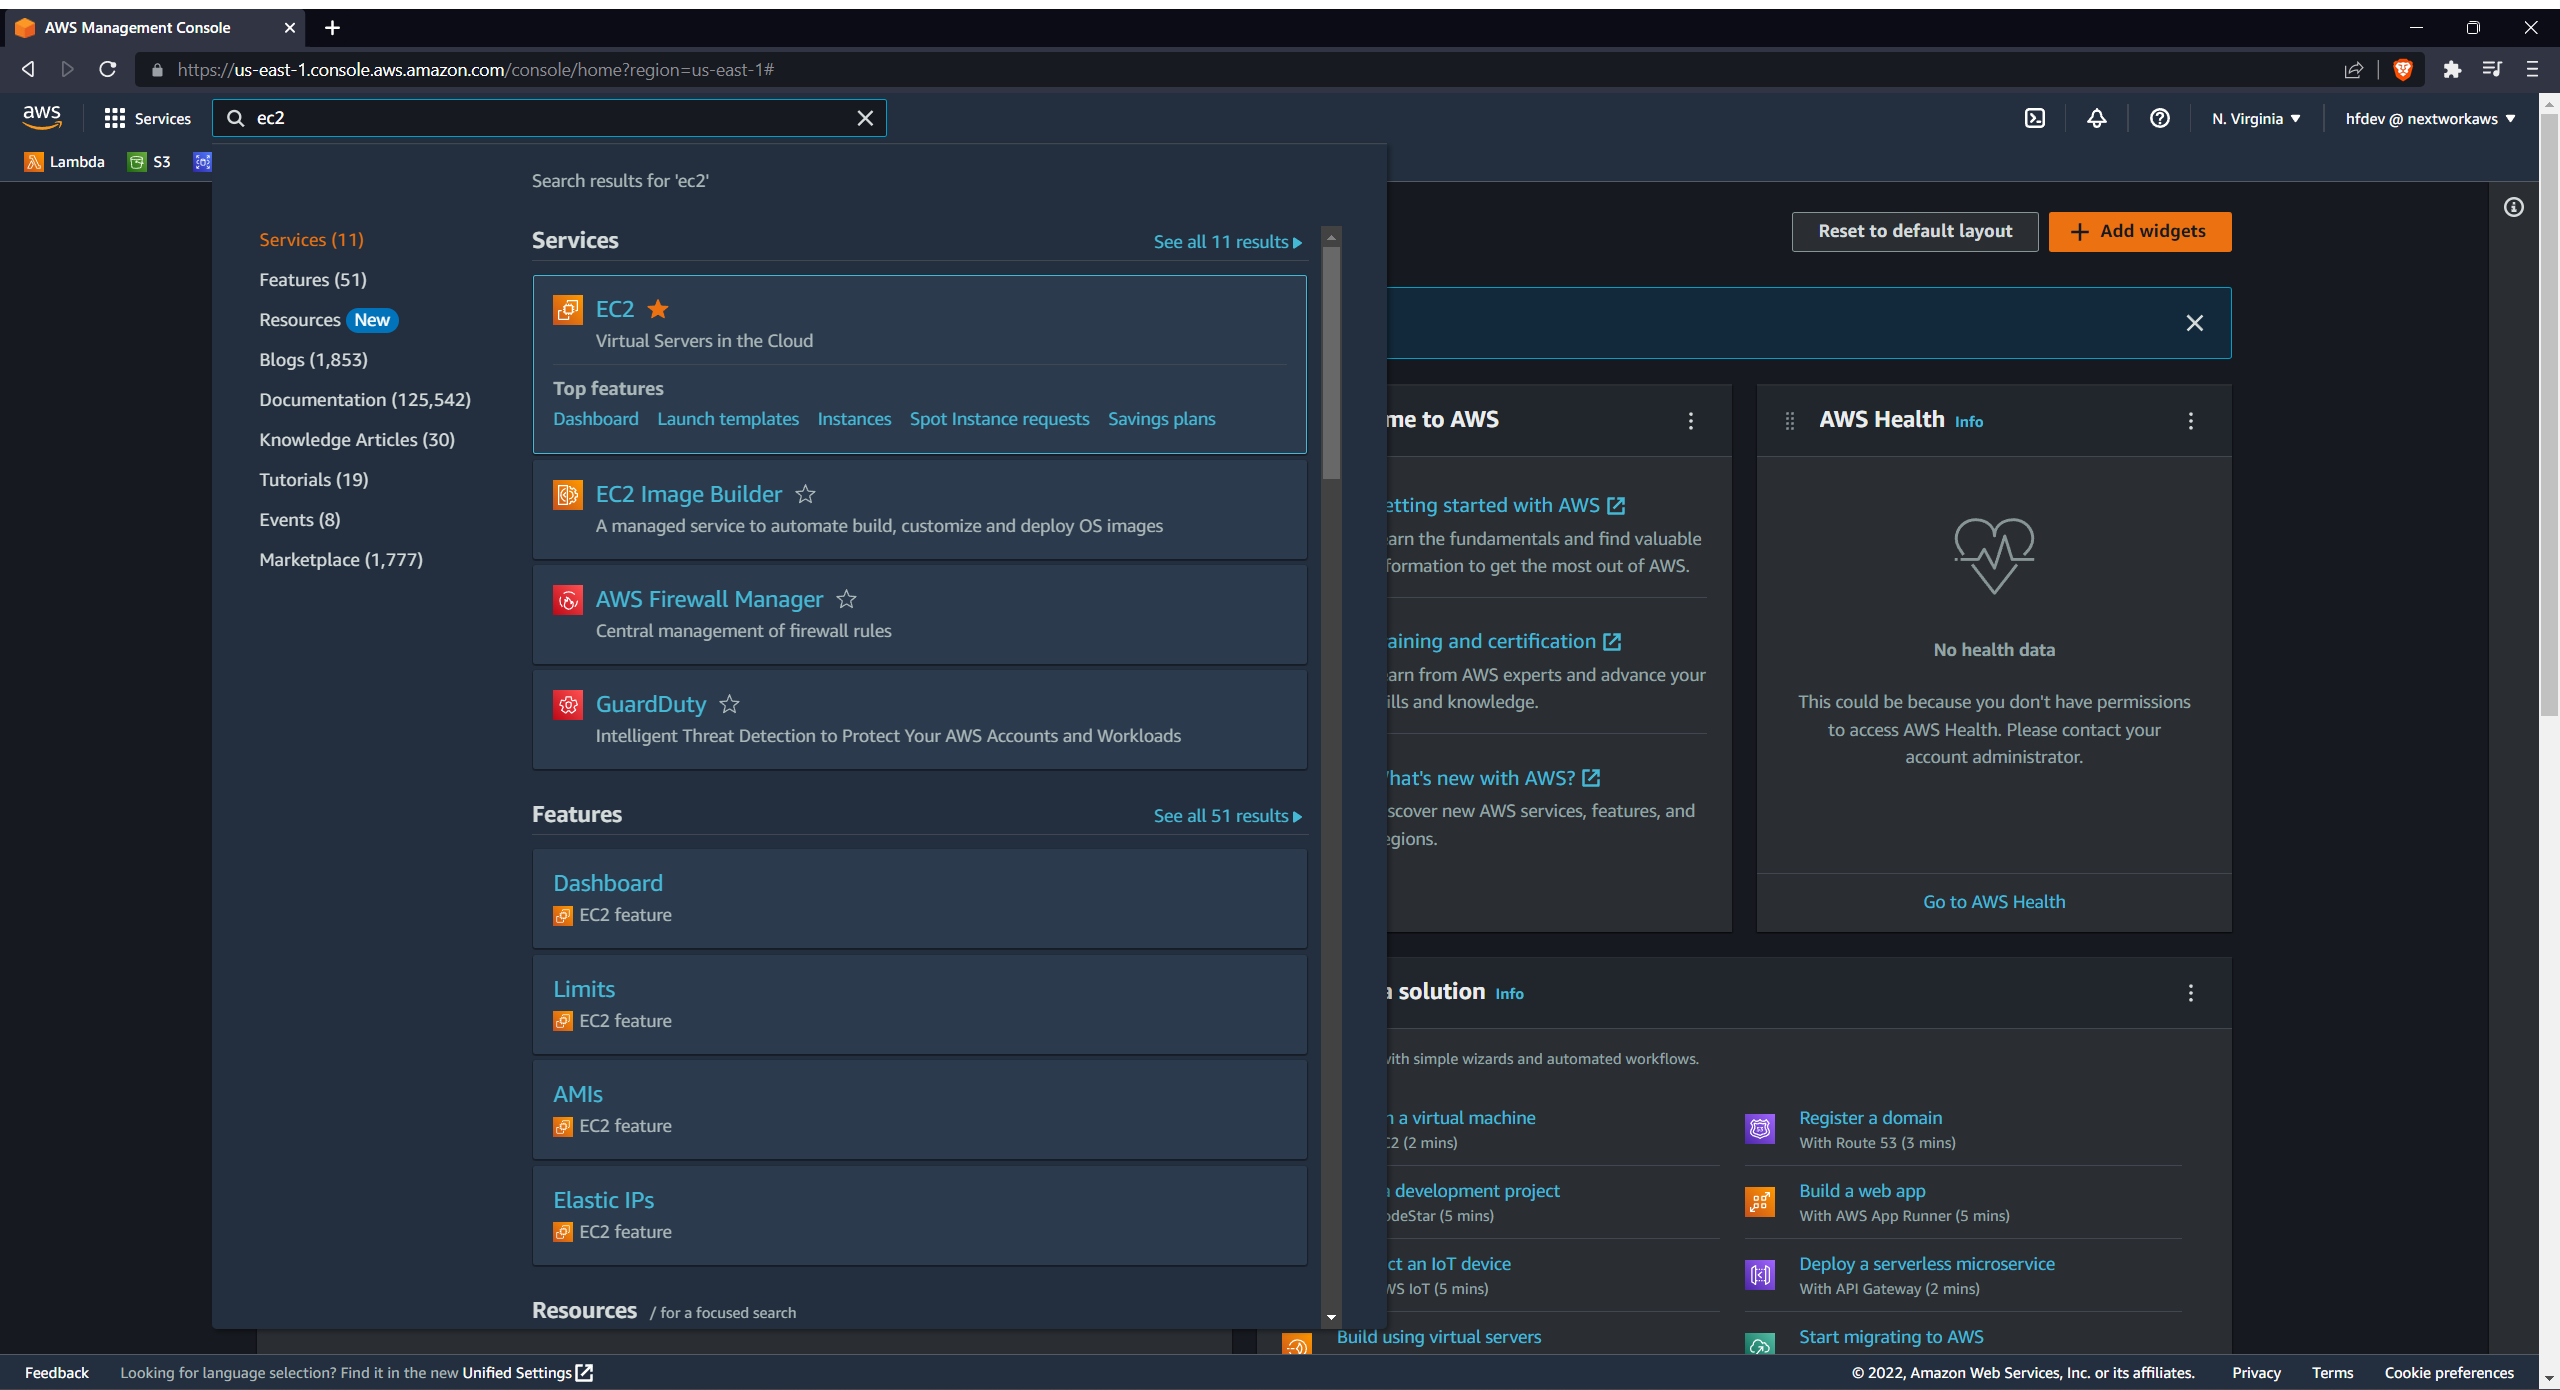 AWS Management Console
https://us-east-1.console.aws.amazon.com/console/home?region=us-east-1#
aws
Services
ec2
N. Virginia
hfdev @ nextworkaws
Lambda
S3
Search results for 'ec2'
Services (11)
Features (51)
Resources New
Blogs (1,853)
Documentation (125,542)
Knowledge Articles (30)
Tutorials (19)
Events (8)
Marketplace (1,777)
Services
See all 11 results
EC2
Virtual Servers in the Cloud
Top features
Dashboard Launch templates Instances Spot Instance requests Savings plans
EC2 Image Builder
A managed service to automate build, customize and deploy OS images
AWS Firewall Manager
Central management of firewall rules
GuardDuty
Intelligent Threat Detection to Protect Your AWS Accounts and Workloads
Features
See all 51 results
Dashboard
EC2 feature
Limits
EC2 feature
AMIs
EC2 feature
Elastic IPs
EC2 feature
Resources / for a focused search
Reset to default layout
Add widgets
me to AWS
etting started with AWS
arn the fundamentals and find valuable
formation to get the most out of AWS.
aining and certification
arn from AWS experts and advance your
ills and knowledge.
hat's new with AWS?
scover new AWS services, features, and
egions.
AWS Health Info
No health data
This could be because you don't have permissions
to access AWS Health. Please contact your
account administrator.
Go to AWS Health
a solution Info
with simple wizards and automated workflows.
a virtual machine
C2 (2 mins)
Register a domain
With Route 53 (3 mins)
development project
odeStar (5 mins)
Build a web app
With AWS App Runner (5 mins)
ct an IoT device
WS IoT (5 mins)
Deploy a serverless microservice
With API Gateway (2 mins)
Build using virtual servers
Start migrating to AWS
Feedback
Looking for language selection? Find it in the new Unified Settings
© 2022, Amazon Web Services, Inc. or its affiliates.
Privacy
Terms
Cookie preferences